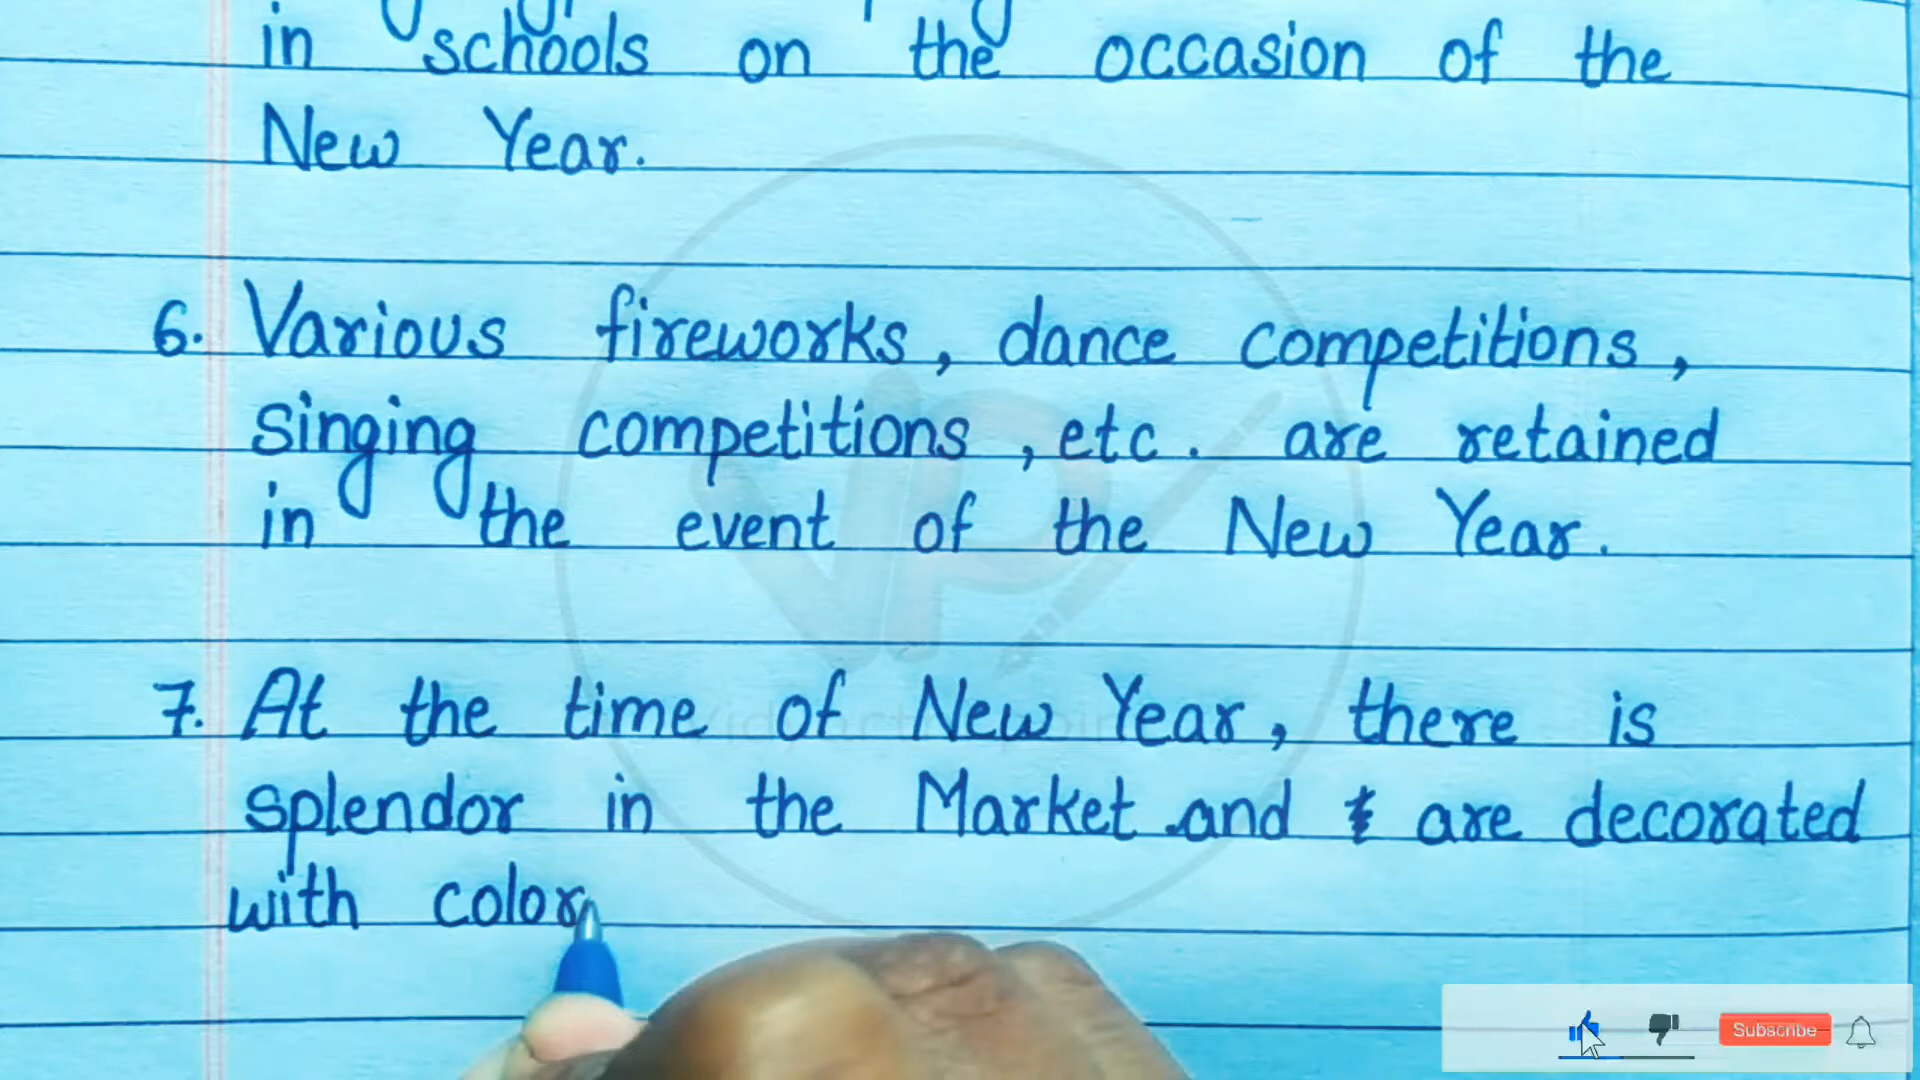 in schools on the occasion of the
New Year.
6. Various fireworks, dance competitions,
singing competitions, etc. are retained
in the event of the New Year.
7. At the time of New Year, there is
splendor in the Market and are decorated
with color
Subscribe